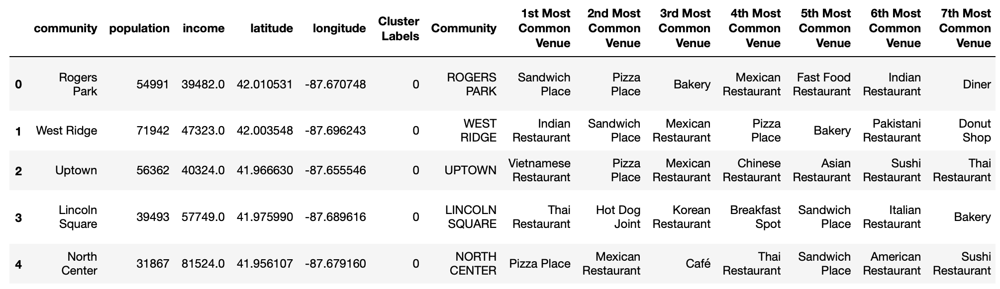 community population income latitude longitude Cluster Labels Community 1st Most Common Venue 2nd Most Common Venue 3rd Most Common Venue 4th Most Common Venue 5th Most Common Venue 6th Most Common Venue 7th Most Common Venue
0 Rogers Park 54991 39482.0 42.010531 -87.670748 0 ROGERS PARK Sandwich Place Pizza Place Bakery Mexican Restaurant Fast Food Restaurant Indian Restaurant Diner
1 West Ridge 71942 47323.0 42.003548 -87.696243 0 WEST RIDGE Indian Restaurant Sandwich Place Mexican Restaurant Pizza Place Bakery Pakistani Restaurant Donut Shop
2 Uptown 56362 40324.0 41.966630 -87.655546 0 UPTOWN Vietnamese Restaurant Pizza Place Mexican Restaurant Chinese Restaurant Asian Restaurant Sushi Restaurant Thai Restaurant
3 Lincoln Square 39493 57749.0 41.975990 -87.689616 0 LINCOLN SQUARE Thai Restaurant Hot Dog Joint Korean Restaurant Breakfast Spot Sandwich Place Italian Restaurant Bakery
4 North Center 31867 81524.0 41.956107 -87.679160 0 NORTH CENTER Pizza Place Mexican Restaurant Café Thai Restaurant Sandwich Place American Restaurant Sushi Restaurant